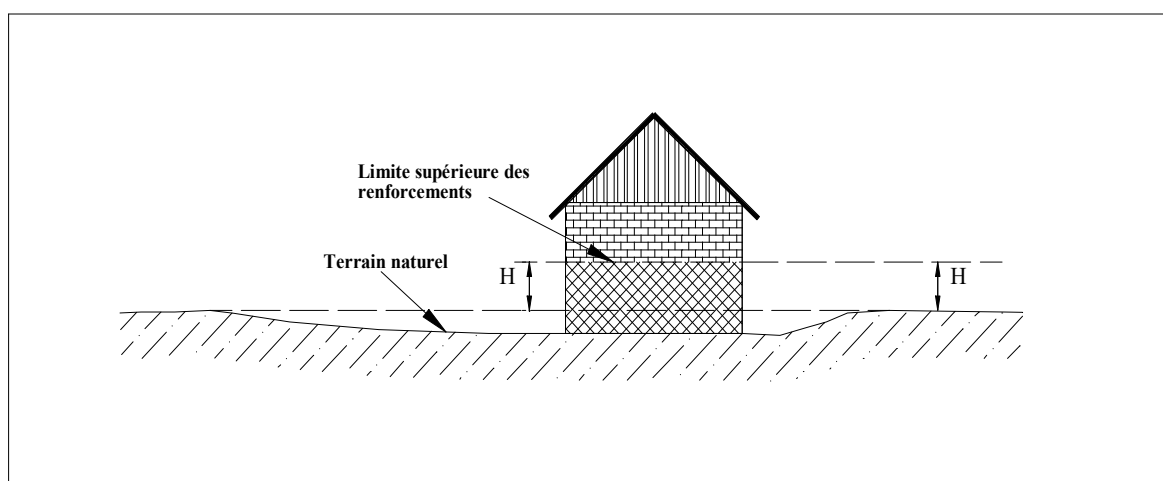 Limite supérieure des
renforcements
Terrain naturel
H
H